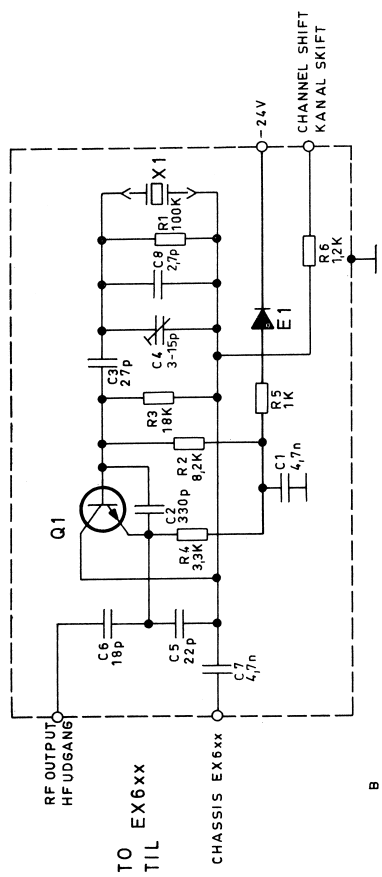 RF OUTPUT
HF UDGANG
TO EX6xx
TIL
CHASSIS EX6xx
C6
18p
C5
22p
C7
4,7n
Q1
C2
330p
R4
3,3K
C1
4,7n
R2
8,2K
R3
18K
R5
1K
C3
27p
C4
3-15p
C8
2,7p
R1
100K
X1
E1
R6
1,2K
-24V
CHANNEL SHIFT
KANAL SKIFT
B